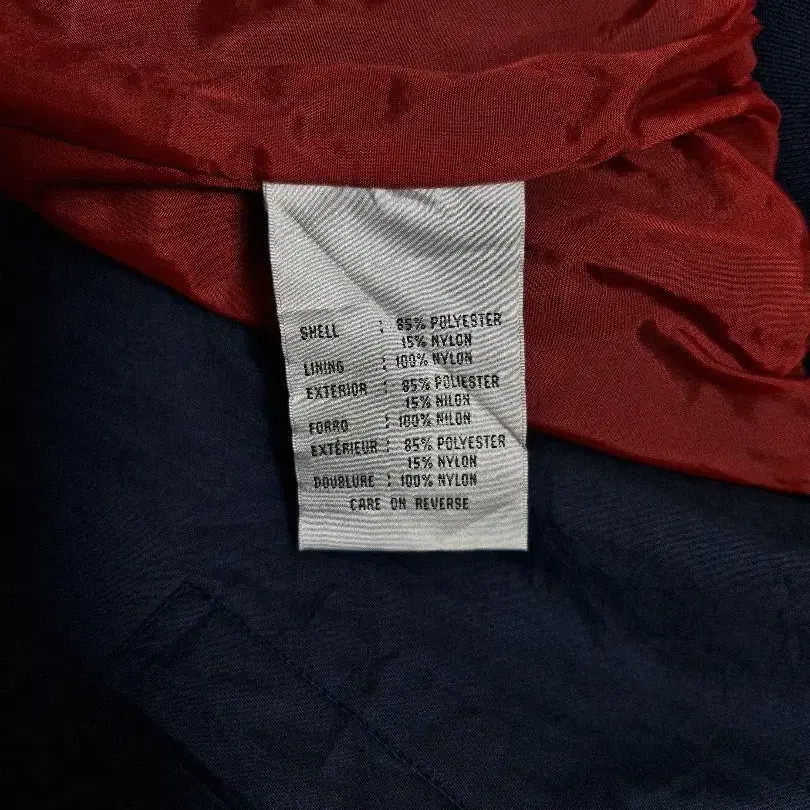 SHELL : 85% POLYESTER
15% NYLON
LINING : 100% NYLON
EXTERIOR : 85% POLIESTER
15% NILON
FORRO : 100% NILON
EXTÉRIEUR : 85% POLYESTER
15% NYLON
DOUBLURE : 100% NYLON
CARE ON REVERSE